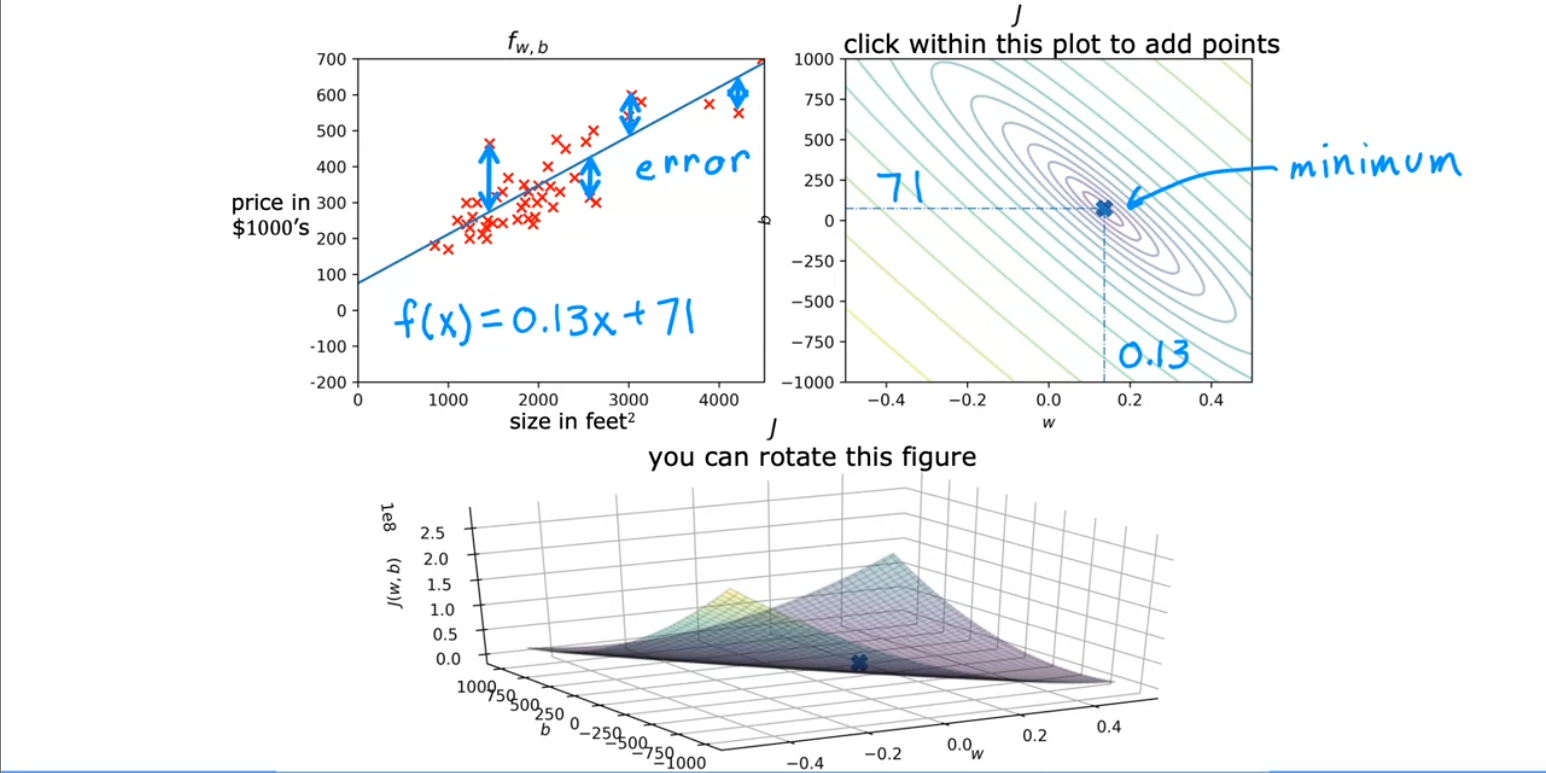 f w, b
700
600
500
400
300
200
100
0
-100
-200
price in
$1000's
error
f(x)=0.13x+71
0 1000 2000 3000 4000
size in feet²
J
click within this plot to add points
1000
750
500
250
0
−250
−500
−750
−1000
b
71
minimum
0.13
−0.4 −0.2 0.0 0.2 0.4
w
J
you can rotate this figure
1e8
J(w, b)
2.5
2.0
1.5
1.0
0.5
0.0
1000
750
500
250
0
−250
−500
−750
−1000
b
−0.4 −0.2 0.0 0.2 0.4
w